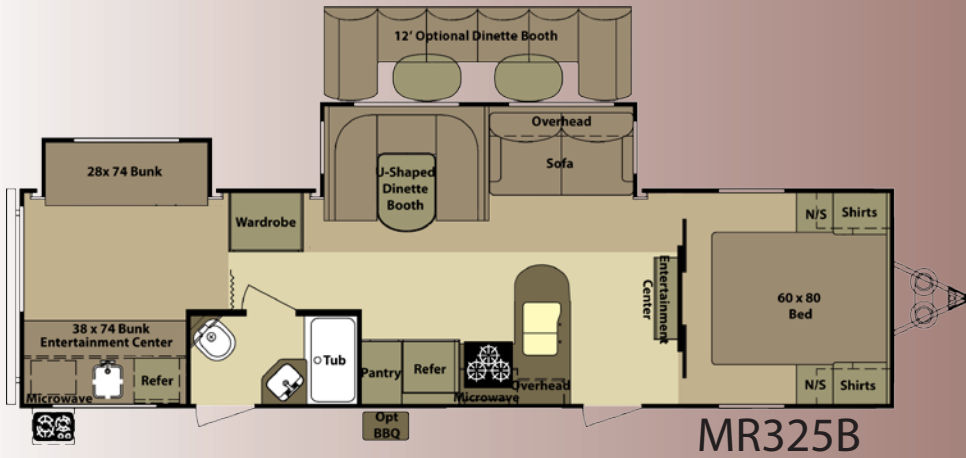 12' Optional Dinette Booth
Overhead
Sofa
28x 74 Bunk
U-Shaped
Dinette
Booth
Wardrobe
N/S
Shirts
Entertainment
Center
60 x 80
Bed
38 x 74 Bunk
Entertainment Center
Tub
Pantry
Refer
Refer
Microwave
Microwave
Overhead
N/S
Shirts
Opt
BBQ
MR325B